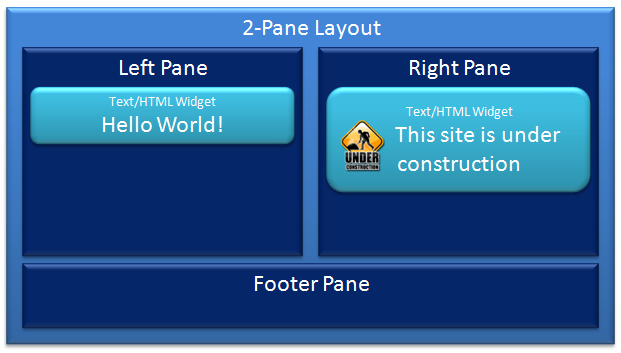 2-Pane Layout
Left Pane
Text/HTML Widget
Hello World!
Right Pane
Text/HTML Widget
This site is under
construction
UNDER
CONSTRUCTION
Footer Pane